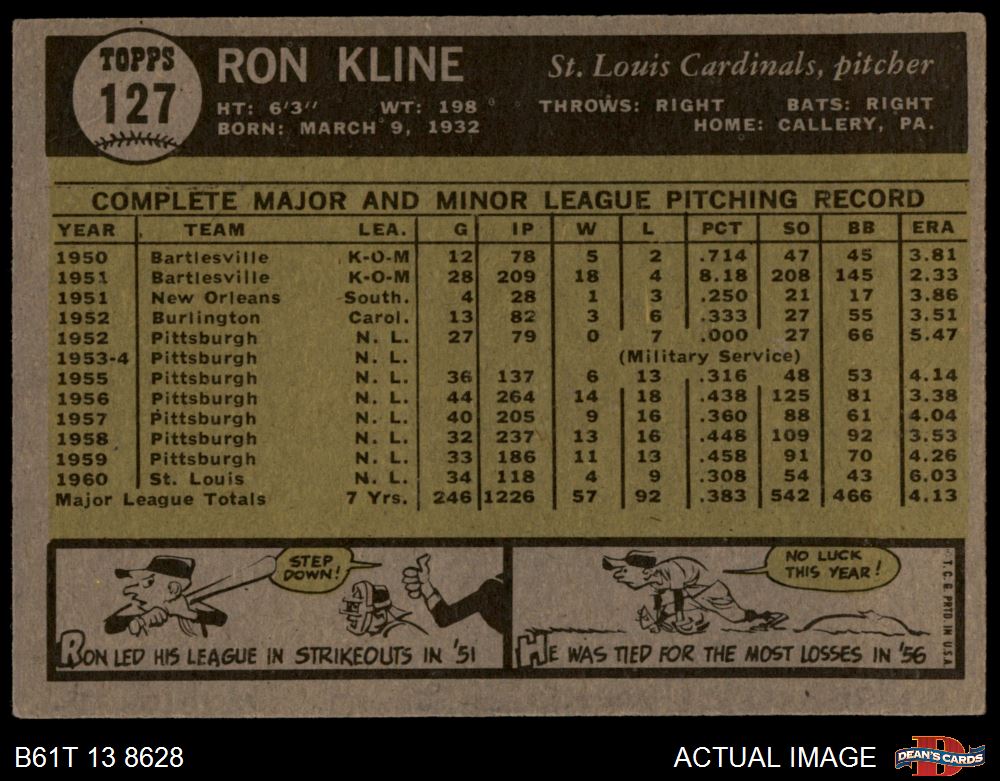 TOPPS
127
RON KLINE
St. Louis Cardinals, pitcher
HT: 6'3" WT: 198 THROWS: RIGHT BATS: RIGHT
BORN: MARCH 9, 1932 HOME: CALLERY, PA.
COMPLETE MAJOR AND MINOR LEAGUE PITCHING RECORD
YEAR TEAM LEA. G IP W L PCT SO BB ERA
1950 Bartlesville K-O-M 12 78 5 2 .714 47 45 3.81
1951 Bartlesville K-O-M 28 209 18 4 8.18 208 145 2.33
1951 New Orleans South. 4 28 1 3 .250 21 17 3.86
1952 Burlington Carol. 13 82 3 6 .333 27 55 3.51
1952 Pittsburgh N. L. 27 79 0 7 .000 27 66 5.47
1953-4 Pittsburgh N. L. (Military Service)
1955 Pittsburgh N. L. 36 137 6 13 .316 48 53 4.14
1956 Pittsburgh N. L. 44 264 14 18 .438 125 81 3.38
1957 Pittsburgh N. L. 40 205 9 16 .360 88 61 4.04
1958 Pittsburgh N. L. 32 237 13 16 .448 109 92 3.53
1959 Pittsburgh N. L. 33 186 11 13 .458 91 70 4.26
1960 St. Louis N. L. 34 118 4 9 .308 54 43 6.03
Major League Totals 7 Yrs. 246 1226 57 92 .383 542 466 4.13
STEP
DOWN!
RON LED HIS LEAGUE IN STRIKEOUTS IN '51
NO LUCK
THIS YEAR!
HE WAS TIED FOR THE MOST LOSSES IN '56
T.C.G. PRTD IN U.S.A.
B61T 13 8628
ACTUAL IMAGE
DEAN'S CARDS